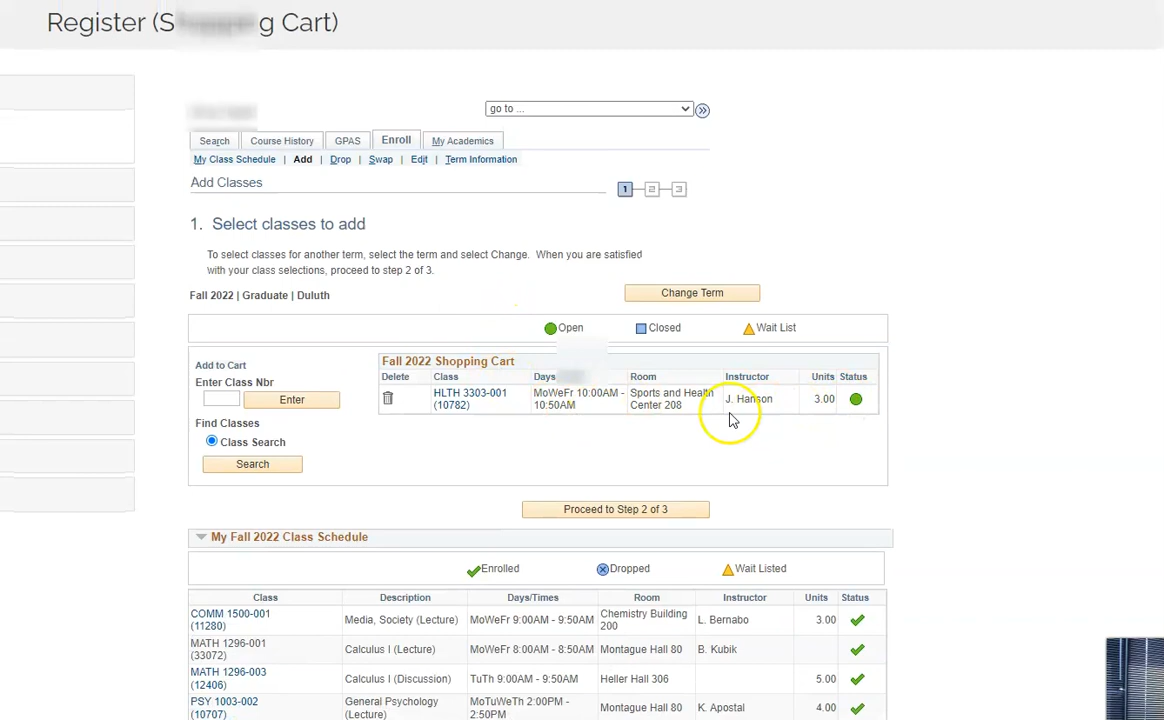 Register (S g Cart)
go to ...
Search Course History GPAS Enroll My Academics
My Class Schedule | Add | Drop | Swap | Edit | Term Information
Add Classes
1 2 3
1. Select classes to add
To select classes for another term, select the term and select Change. When you are satisfied
with your class selections, proceed to step 2 of 3.
Fall 2022 | Graduate | Duluth
Change Term
Open Closed Wait List
Add to Cart
Enter Class Nbr
Enter
Find Classes
Class Search
Search
Fall 2022 Shopping Cart
Delete Class Days Room Instructor Units Status
HLTH 3303-001 MoWeFr 10:00AM - Sports and Health J. Hanson 3.00
(10782) 10:50AM Center 208
Proceed to Step 2 of 3
My Fall 2022 Class Schedule
Enrolled Dropped Wait Listed
Class Description Days/Times Room Instructor Units Status
COMM 1500-001 Media, Society (Lecture) MoWeFr 9:00AM - 9:50AM Chemistry Building L. Bernabo 3.00
(11280) 200
MATH 1296-001 Calculus I (Lecture) MoWeFr 8:00AM - 8:50AM Montague Hall 80 B. Kubik
(33072)
MATH 1296-003 Calculus I (Discussion) TuTh 9:00AM - 9:50AM Heller Hall 306 5.00
(12406)
PSY 1003-002 General Psychology MoTuWeTh 2:00PM - Montague Hall 80 K. Apostal 4.00
(10707) (Lecture) 2:50PM